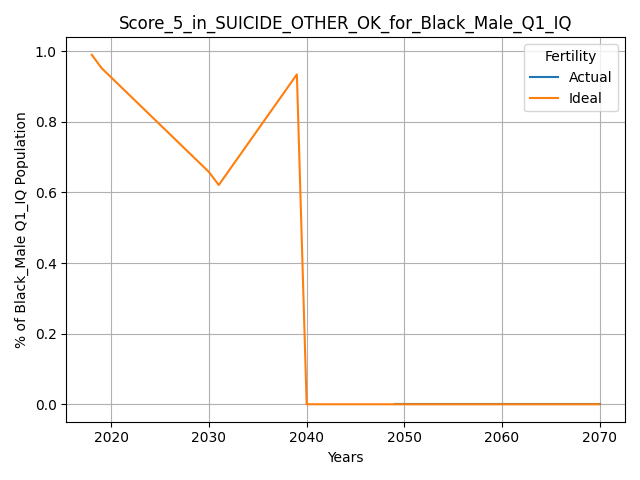 Score_5_in_SUICIDE_OTHER_OK_for_Black_Male_Q1_IQ
Fertility
Actual
Ideal
% of Black_Male Q1_IQ Population
1.0
0.8
0.6
0.4
0.2
0.0
2020 2030 2040 2050 2060 2070
Years